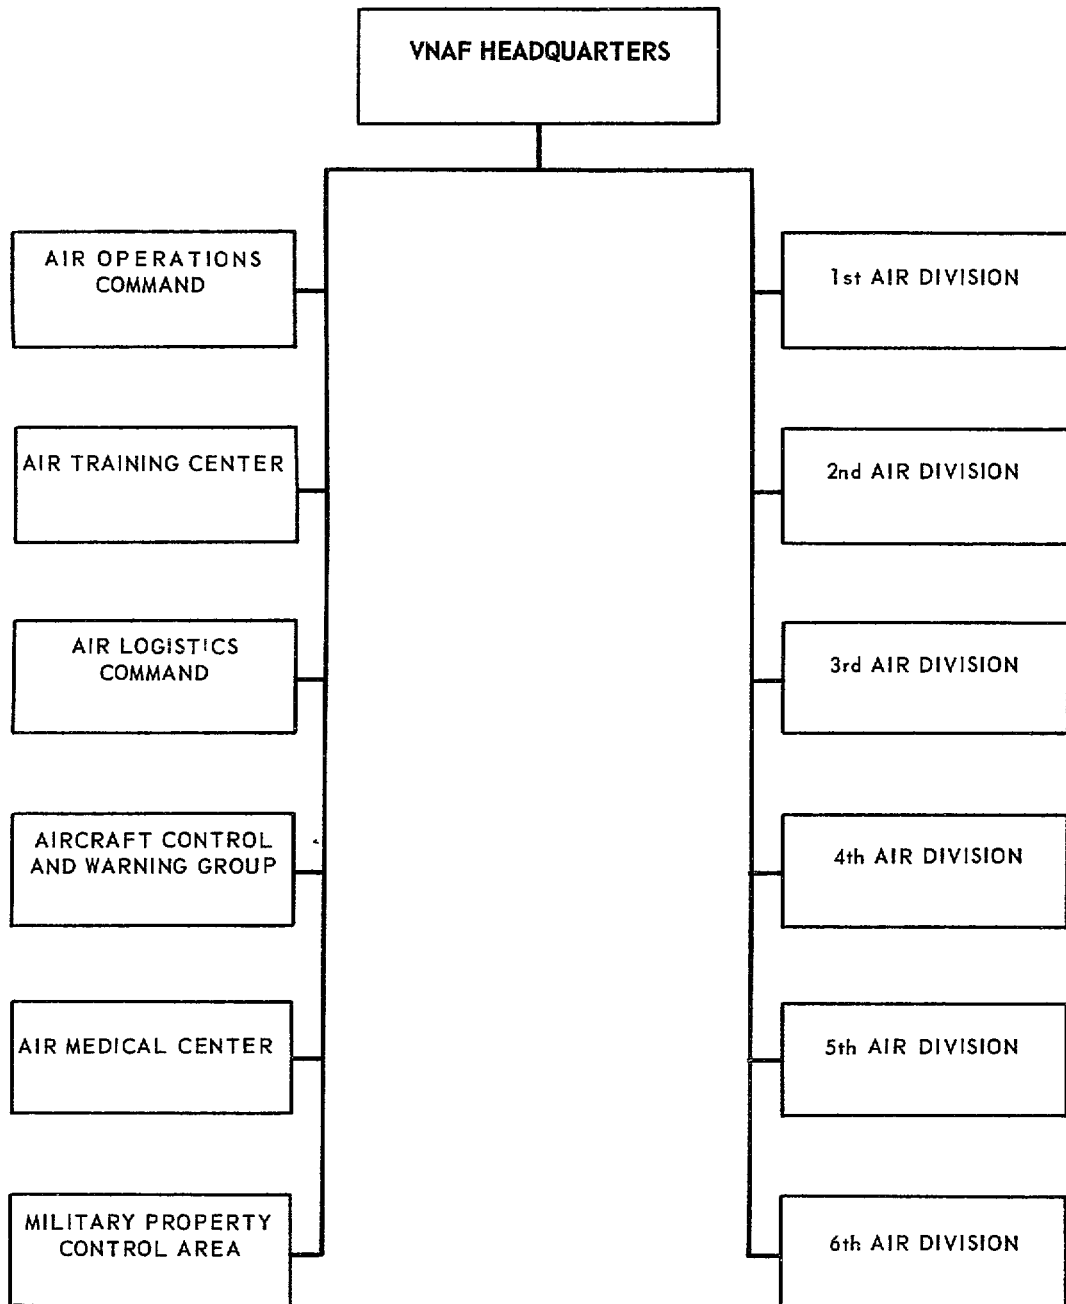 VNAF HEADQUARTERS
AIR OPERATIONS
COMMAND
AIR TRAINING CENTER
AIR LOGISTICS
COMMAND
AIRCRAFT CONTROL
AND WARNING GROUP
AIR MEDICAL CENTER
MILITARY PROPERTY
CONTROL AREA
1st AIR DIVISION
2nd AIR DIVISION
3rd AIR DIVISION
4th AIR DIVISION
5th AIR DIVISION
6th AIR DIVISION